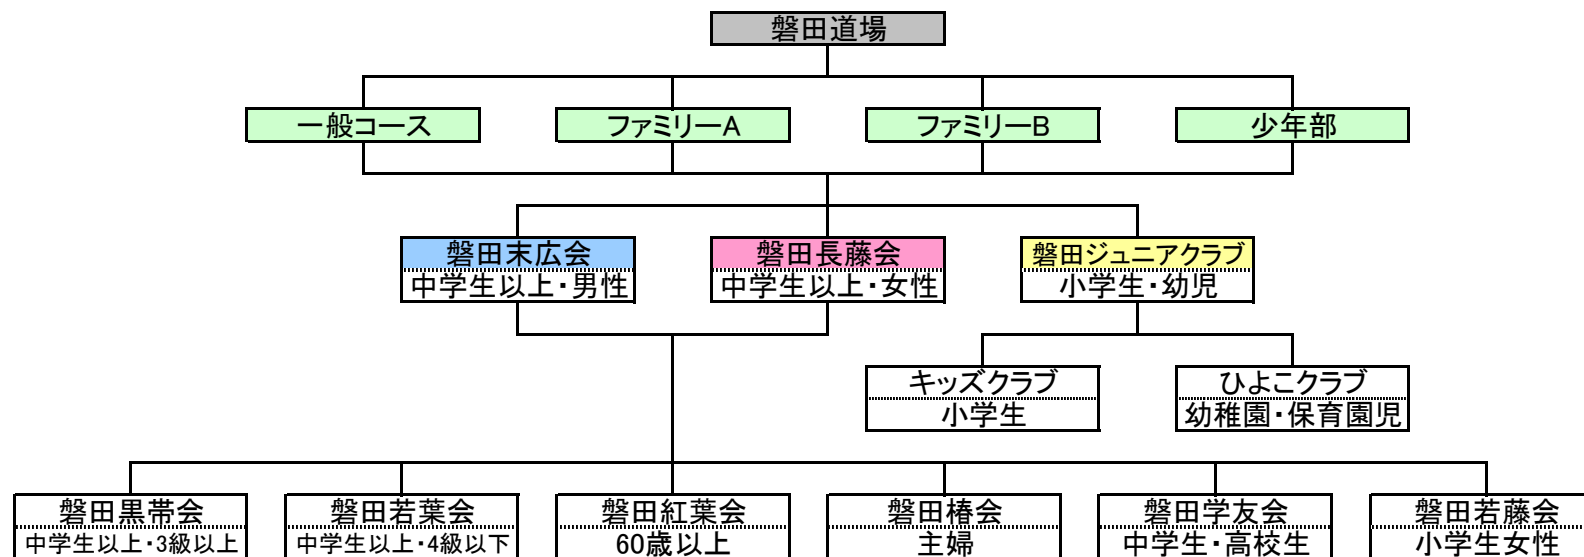 磐田道場
一般コース
ファミリーA
ファミリーB
少年部
磐田末広会
中学生以上・男性
磐田長藤会
中学生以上・女性
磐田ジュニアクラブ
小学生・幼児
キッズクラブ
小学生
ひよこクラブ
幼稚園・保育園児
磐田黒帯会
中学生以上・3級以上
磐田若葉会
中学生以上・4級以下
磐田紅葉会
60歳以上
磐田椿会
主婦
磐田学友会
中学生・高校生
磐田若藤会
小学生女性